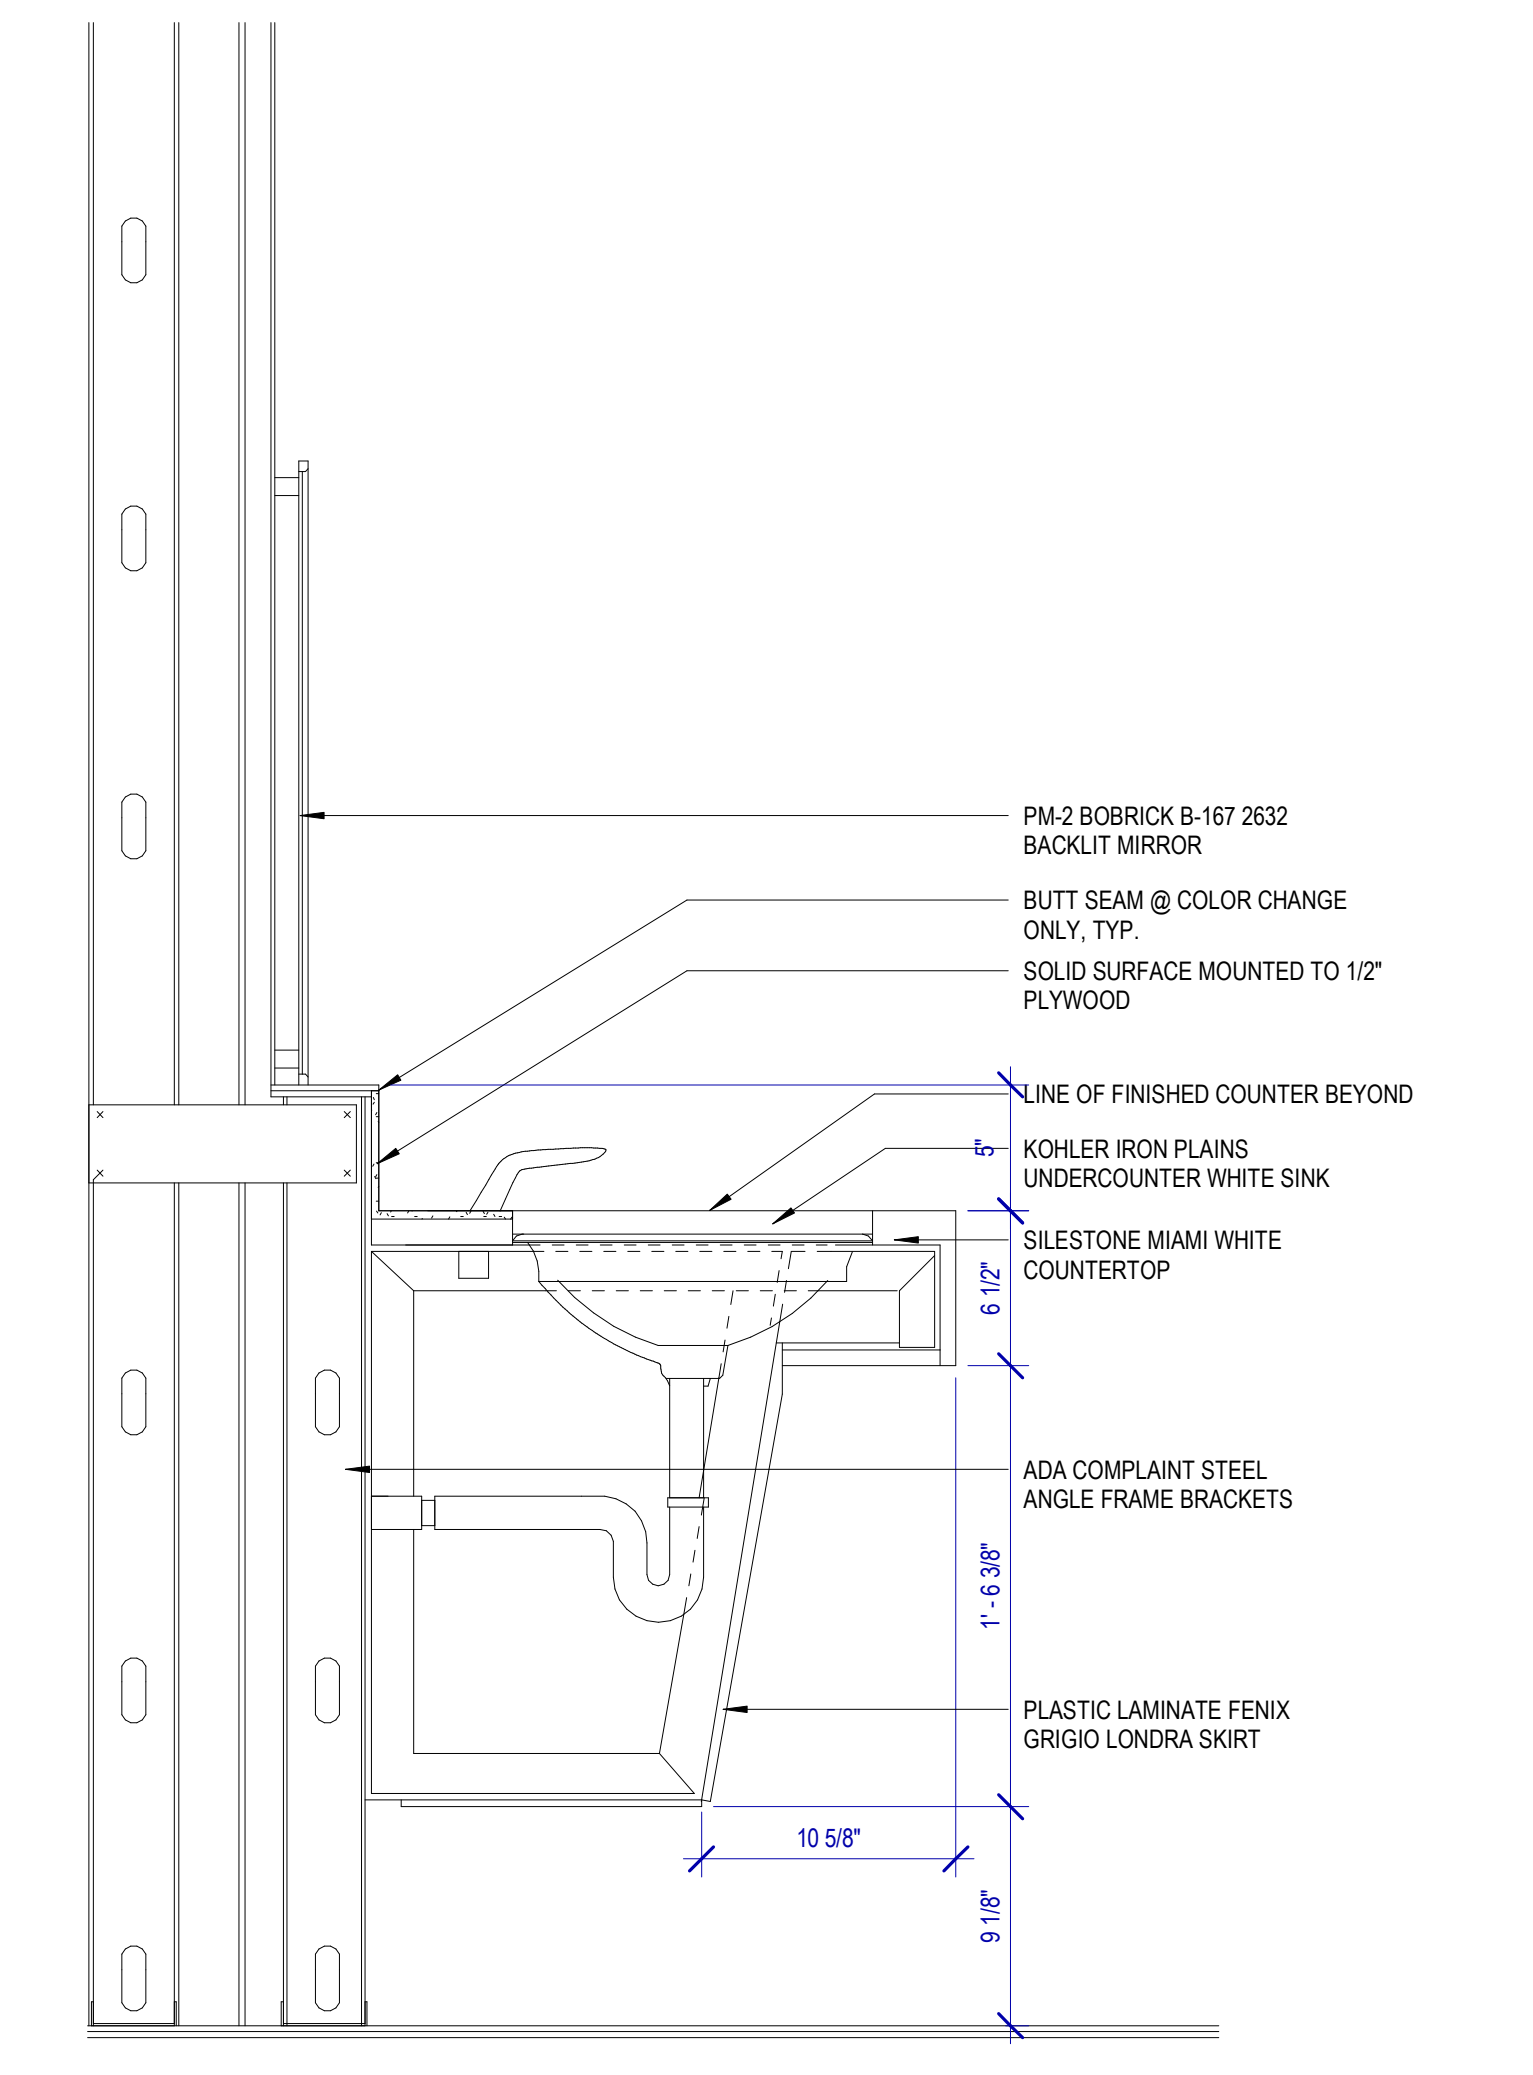 PM-2 BOBRICK B-167 2632
BACKLIT MIRROR
BUTT SEAM @ COLOR CHANGE
ONLY, TYP.
SOLID SURFACE MOUNTED TO 1/2"
PLYWOOD
LINE OF FINISHED COUNTER BEYOND
5"
KOHLER IRON PLAINS
UNDERCOUNTER WHITE SINK
SILESTONE MIAMI WHITE
COUNTERTOP
6 1/2"
ADA COMPLAINT STEEL
ANGLE FRAME BRACKETS
1' - 6 3/8"
PLASTIC LAMINATE FENIX
GRIGIO LONDRA SKIRT
10 5/8"
9 1/8"